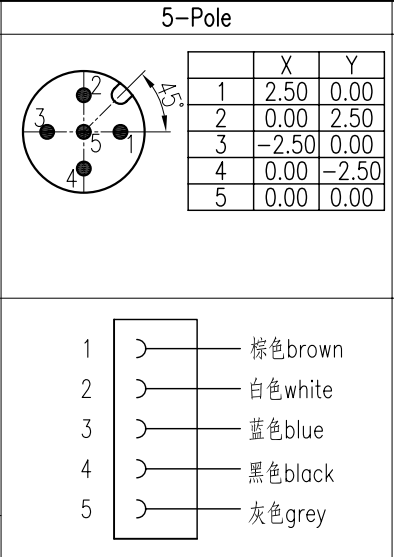 5-Pole
2
45°
3
5
1
4
X Y
1 2.50 0.00
2 0.00 2.50
3 -2.50 0.00
4 0.00 -2.50
5 0.00 0.00
1 棕色brown
2 白色white
3 蓝色blue
4 黑色black
5 灰色grey